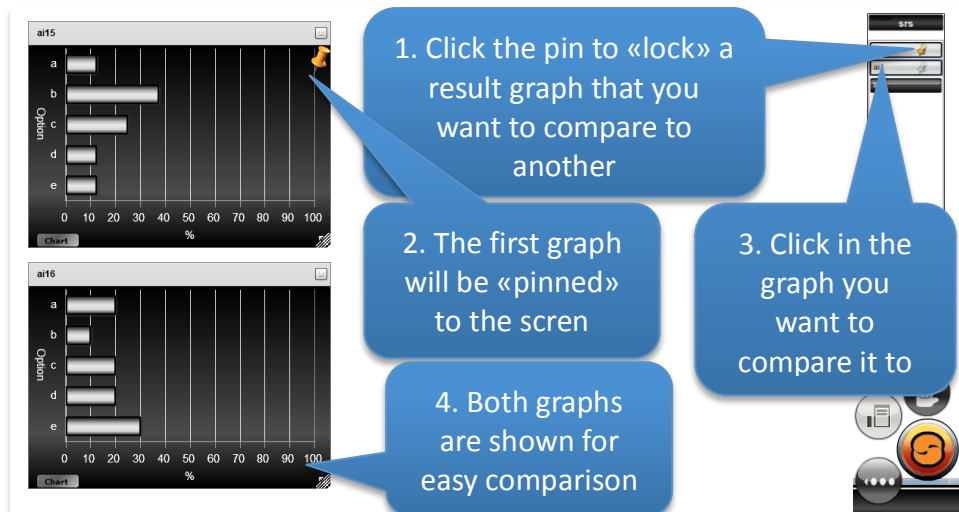 ai15
a
b
c
d
e
Option
0 10 20 30 40 50 60 70 80 90 100
%
Chart
1. Click the pin to «lock» a
result graph that you
want to compare to
another
2. The first graph
will be «pinned»
to the scren
srs
3. Click in the
graph you
want to
compare it to
ai16
a
b
c
d
e
Option
0 10 20 30 40 50 60 70 80 90 100
%
Chart
4. Both graphs
are shown for
easy comparison